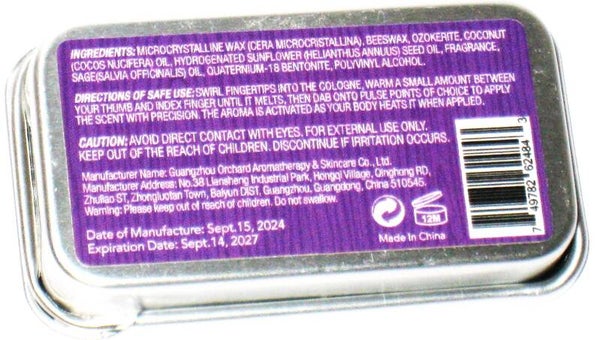 INGREDIENTS: MICROCRYSTALLINE WAX (CERA MICROCRISTALLINA), BEESWAX, OZOKERITE, COCONUT
(COCOS NUCIFERA) OIL, HYDROGENATED SUNFLOWER (HELIANTHUS ANNUUS) SEED OIL, FRAGRANCE,
SAGE(SALVIA OFFICINALIS) OIL, QUATERNIUM-18 BENTONITE, POLYVINYL ALCOHOL.
DIRECTIONS OF SAFE USE: SWIRL FINGERTIPS INTO THE COLOGNE, WARM A SMALL AMOUNT BETWEEN
YOUR THUMB AND INDEX FINGER UNTIL IT MELTS, THEN DAB ONTO PULSE POINTS OF CHOICE TO APPLY
THE SCENT WITH PRECISION. THE AROMA IS ACTIVATED AS YOUR BODY HEATS IT WHEN APPLIED.
CAUTION: AVOID DIRECT CONTACT WITH EYES. FOR EXTERNAL USE ONLY.
KEEP OUT OF THE REACH OF CHILDREN. DISCONTINUE IF IRRITATION OCCURS.
Manufacturer Name: Guangzhou Orchard Aromatherapy & Skincare Co., Ltd.
Manufacturer Address: No.38 Liansheng Industrial Park, Hongqi Village, Qinghong RD,
Zhuliao ST, Zhongluotan Town, Baiyun DIST, Guangzhou, Guangdong, China 510545.
Warning: Please keep out of reach of children. Do not swallow.
Date of Manufacture: Sept.15, 2024
Expiration Date: Sept.14, 2027
12M
Made in China
7 49782 62484 3